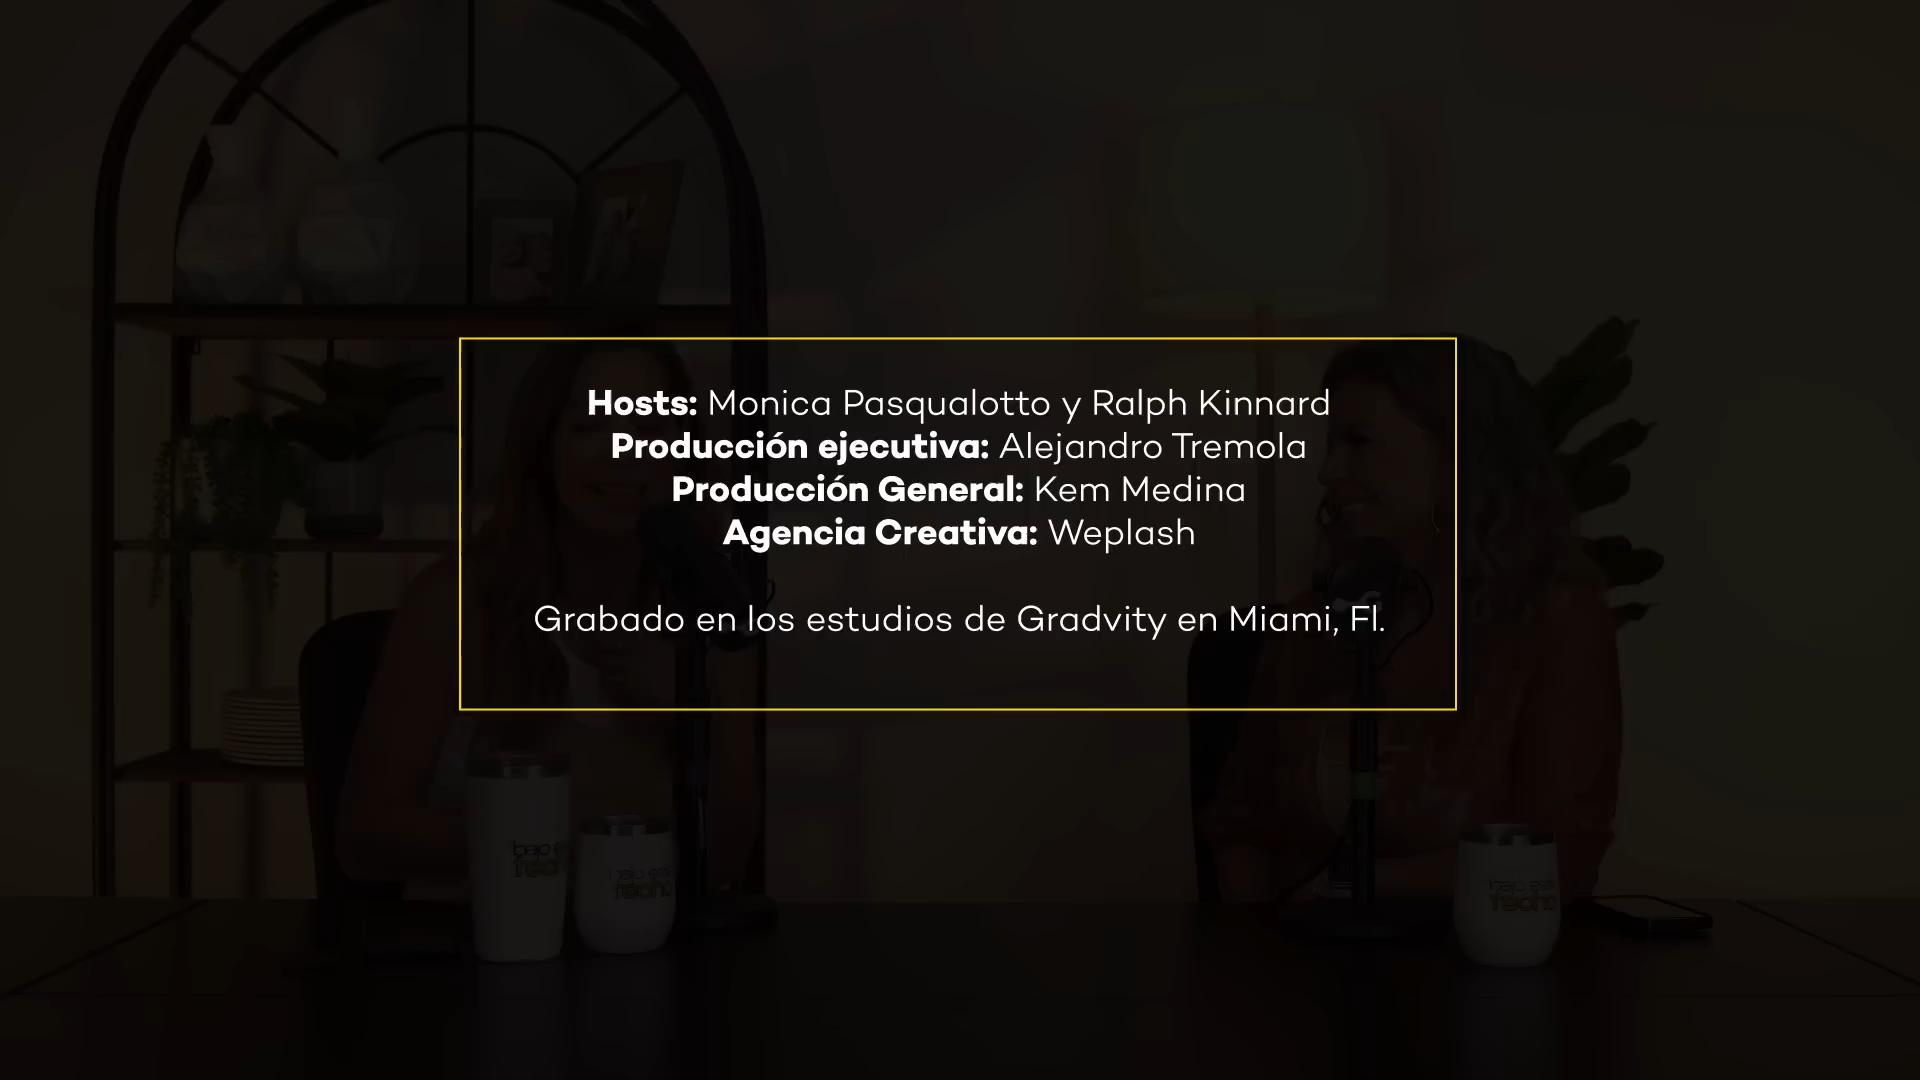 Hosts: Monica Pasqualotto y Ralph Kinnard
Producción ejecutiva: Alejandro Tremola
Producción General: Kem Medina
Agencia Creativa: Weplash
Grabado en los estudios de Gradvity en Miami, Fl.